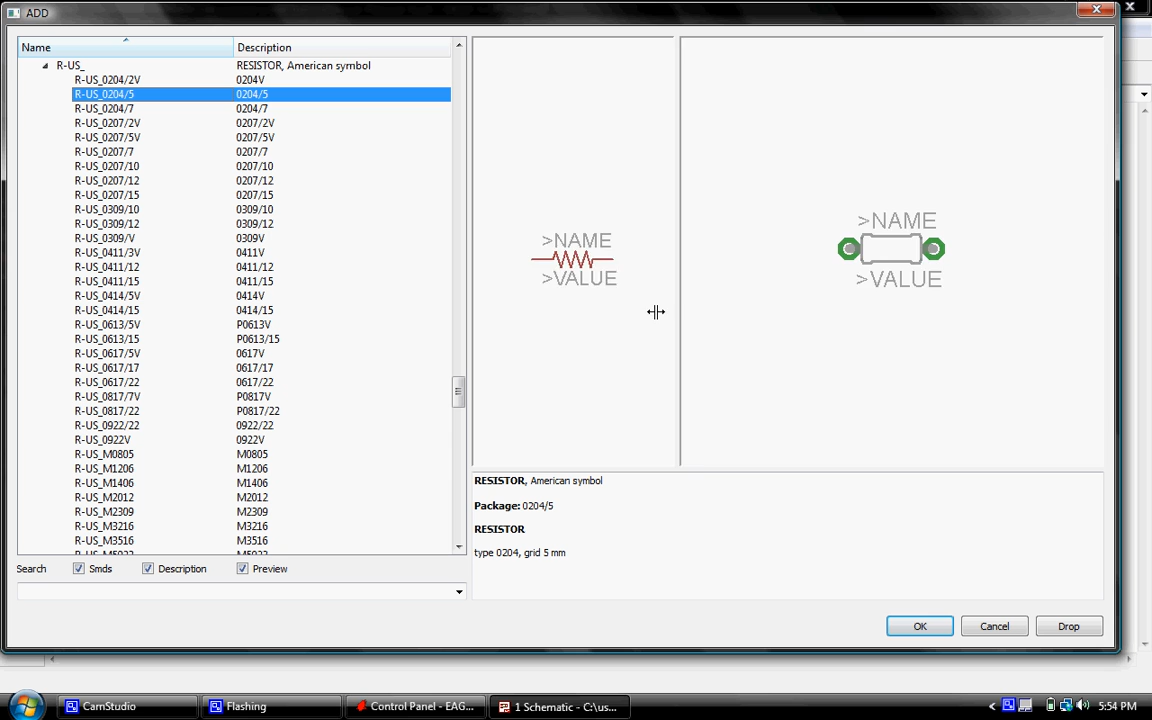 ADD
Name Description
R-US_ RESISTOR, American symbol
R-US_0204/2V 0204V
R-US_0204/5 0204/5
R-US_0204/7 0204/7
R-US_0207/2V 0207/2V
R-US_0207/5V 0207/5V
R-US_0207/7 0207/7
R-US_0207/10 0207/10
R-US_0207/12 0207/12
R-US_0207/15 0207/15
R-US_0309/10 0309/10
R-US_0309/12 0309/12
R-US_0309/V 0309V
R-US_0411/3V 0411V
R-US_0411/12 0411/12
R-US_0411/15 0411/15
R-US_0414/5V 0414V
R-US_0414/15 0414/15
R-US_0613/5V P0613V
R-US_0613/15 P0613/15
R-US_0617/5V 0617V
R-US_0617/17 0617/17
R-US_0617/22 0617/22
R-US_0817/7V P0817V
R-US_0817/22 P0817/22
R-US_0922/22 0922/22
R-US_0922V 0922V
R-US_M0805 M0805
R-US_M1206 M1206
R-US_M1406 M1406
R-US_M2012 M2012
R-US_M2309 M2309
R-US_M3216 M3216
R-US_M3516 M3516
Search Smds Description Preview
>NAME
>VALUE
>NAME
>VALUE
RESISTOR, American symbol
Package: 0204/5
RESISTOR
type 0204, grid 5 mm
OK Cancel Drop
CamStudio Flashing Control Panel - EAG... 1 Schematic - C:\us... 5:54 PM